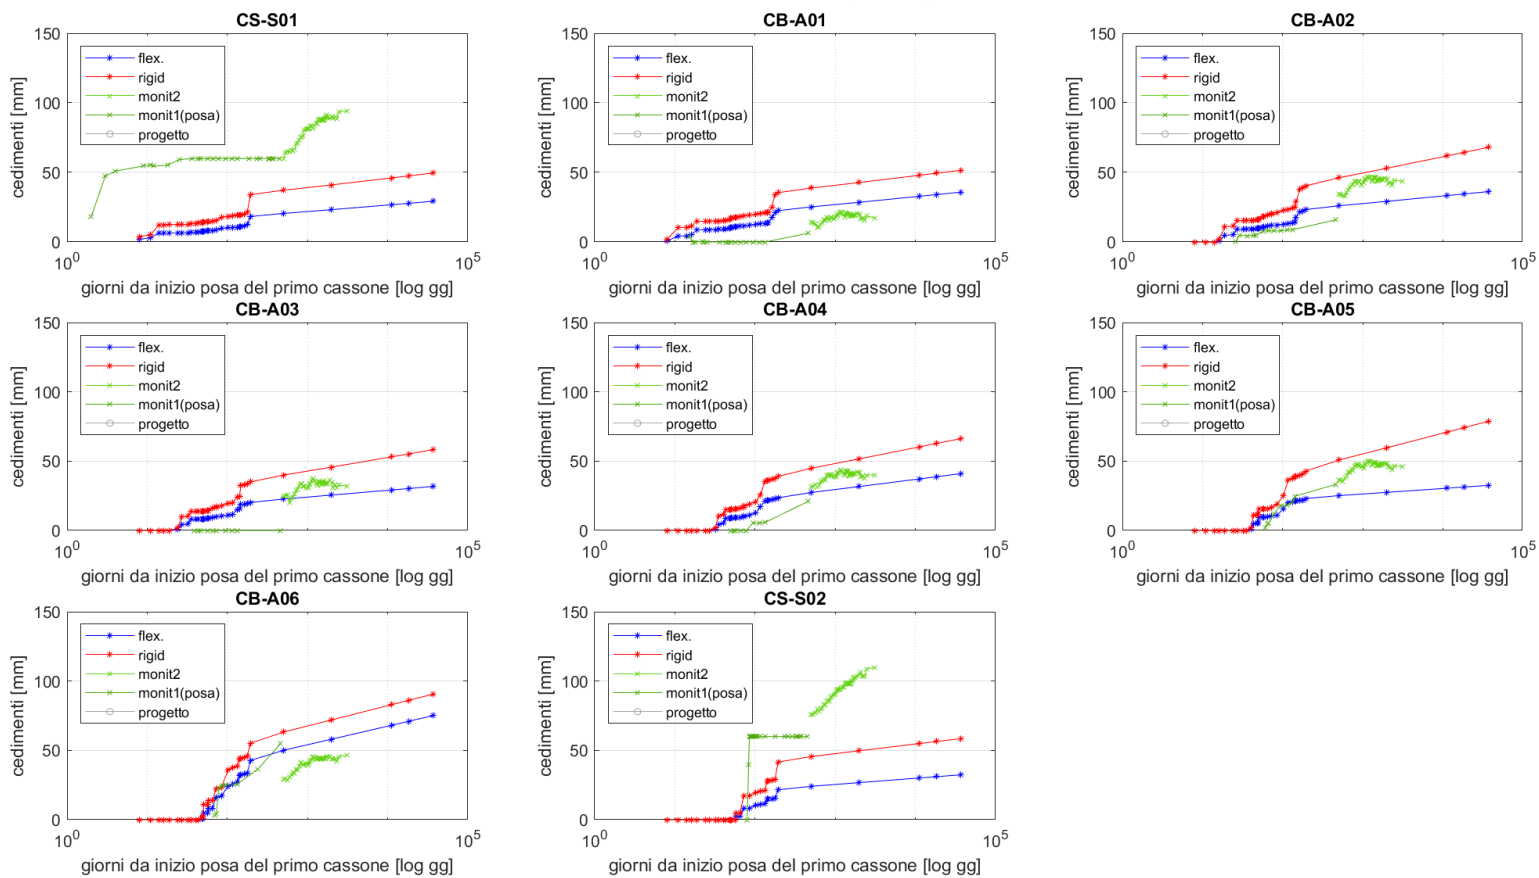 CS-S01
150
100
50
0
cedimenti [mm]
flex.
rigid
monit2
monit1(posa)
progetto
10^0
10^5
giorni da inizio posa del primo cassone [log gg]
CB-A01
150
100
50
0
cedimenti [mm]
flex.
rigid
monit2
monit1(posa)
progetto
10^0
10^5
giorni da inizio posa del primo cassone [log gg]
CB-A02
150
100
50
0
cedimenti [mm]
flex.
rigid
monit2
monit1(posa)
progetto
10^0
10^5
giorni da inizio posa del primo cassone [log gg]
CB-A03
150
100
50
0
cedimenti [mm]
flex.
rigid
monit2
monit1(posa)
progetto
10^0
10^5
giorni da inizio posa del primo cassone [log gg]
CB-A04
150
100
50
0
cedimenti [mm]
flex.
rigid
monit2
monit1(posa)
progetto
10^0
10^5
giorni da inizio posa del primo cassone [log gg]
CB-A05
150
100
50
0
cedimenti [mm]
flex.
rigid
monit2
monit1(posa)
progetto
10^0
10^5
giorni da inizio posa del primo cassone [log gg]
CB-A06
150
100
50
0
cedimenti [mm]
flex.
rigid
monit2
monit1(posa)
progetto
10^0
10^5
giorni da inizio posa del primo cassone [log gg]
CS-S02
150
100
50
0
cedimenti [mm]
flex.
rigid
monit2
monit1(posa)
progetto
10^0
10^5
giorni da inizio posa del primo cassone [log gg]